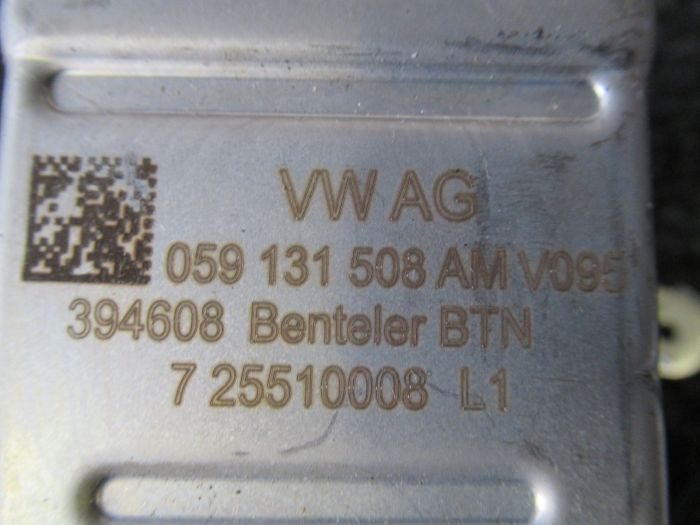 VW AG
059 131 508 AM V095
394608 Benteler BTN
7 25510008 L1